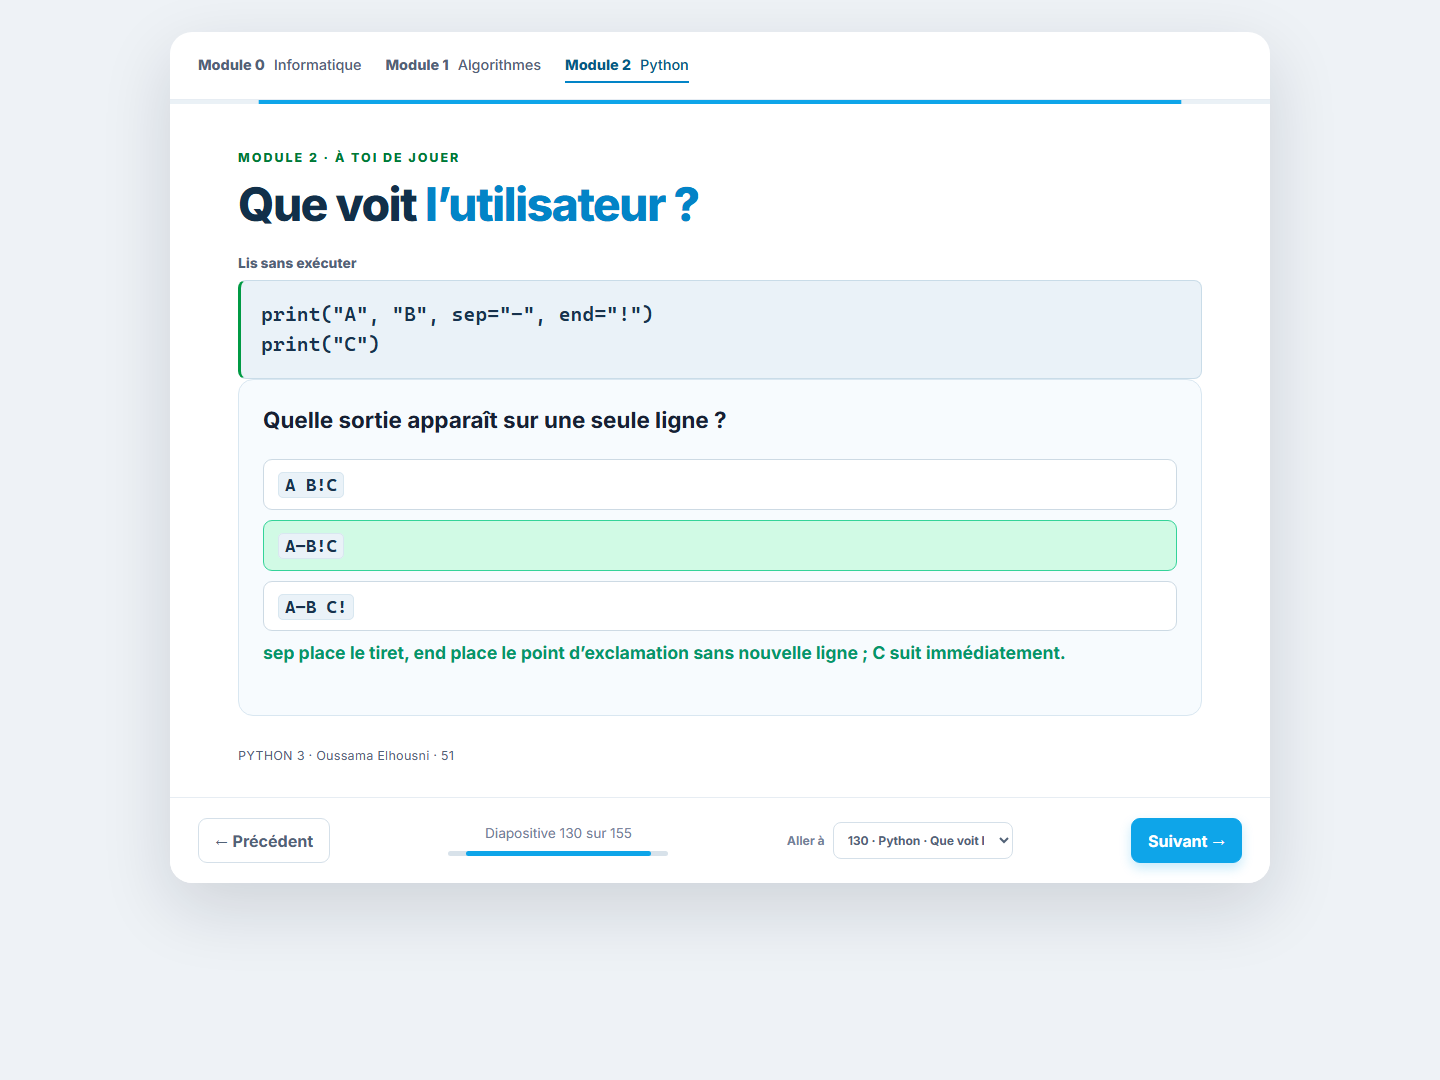 Module 0 Informatique Module 1 Algorithmes Module 2 Python
MODULE 2 · À TOI DE JOUER
Que voit l’utilisateur ?
Lis sans exécuter
print("A", "B", sep="-", end="!")
print("C")
Quelle sortie apparaît sur une seule ligne ?
A B!C
A-B!C
A-B C!
sep place le tiret, end place le point d’exclamation sans nouvelle ligne ; C suit immédiatement.
PYTHON 3 · Oussama Elhousni · 51
← Précédent
Diapositive 130 sur 155
Aller à
130 · Python · Que voit l
Suivant →